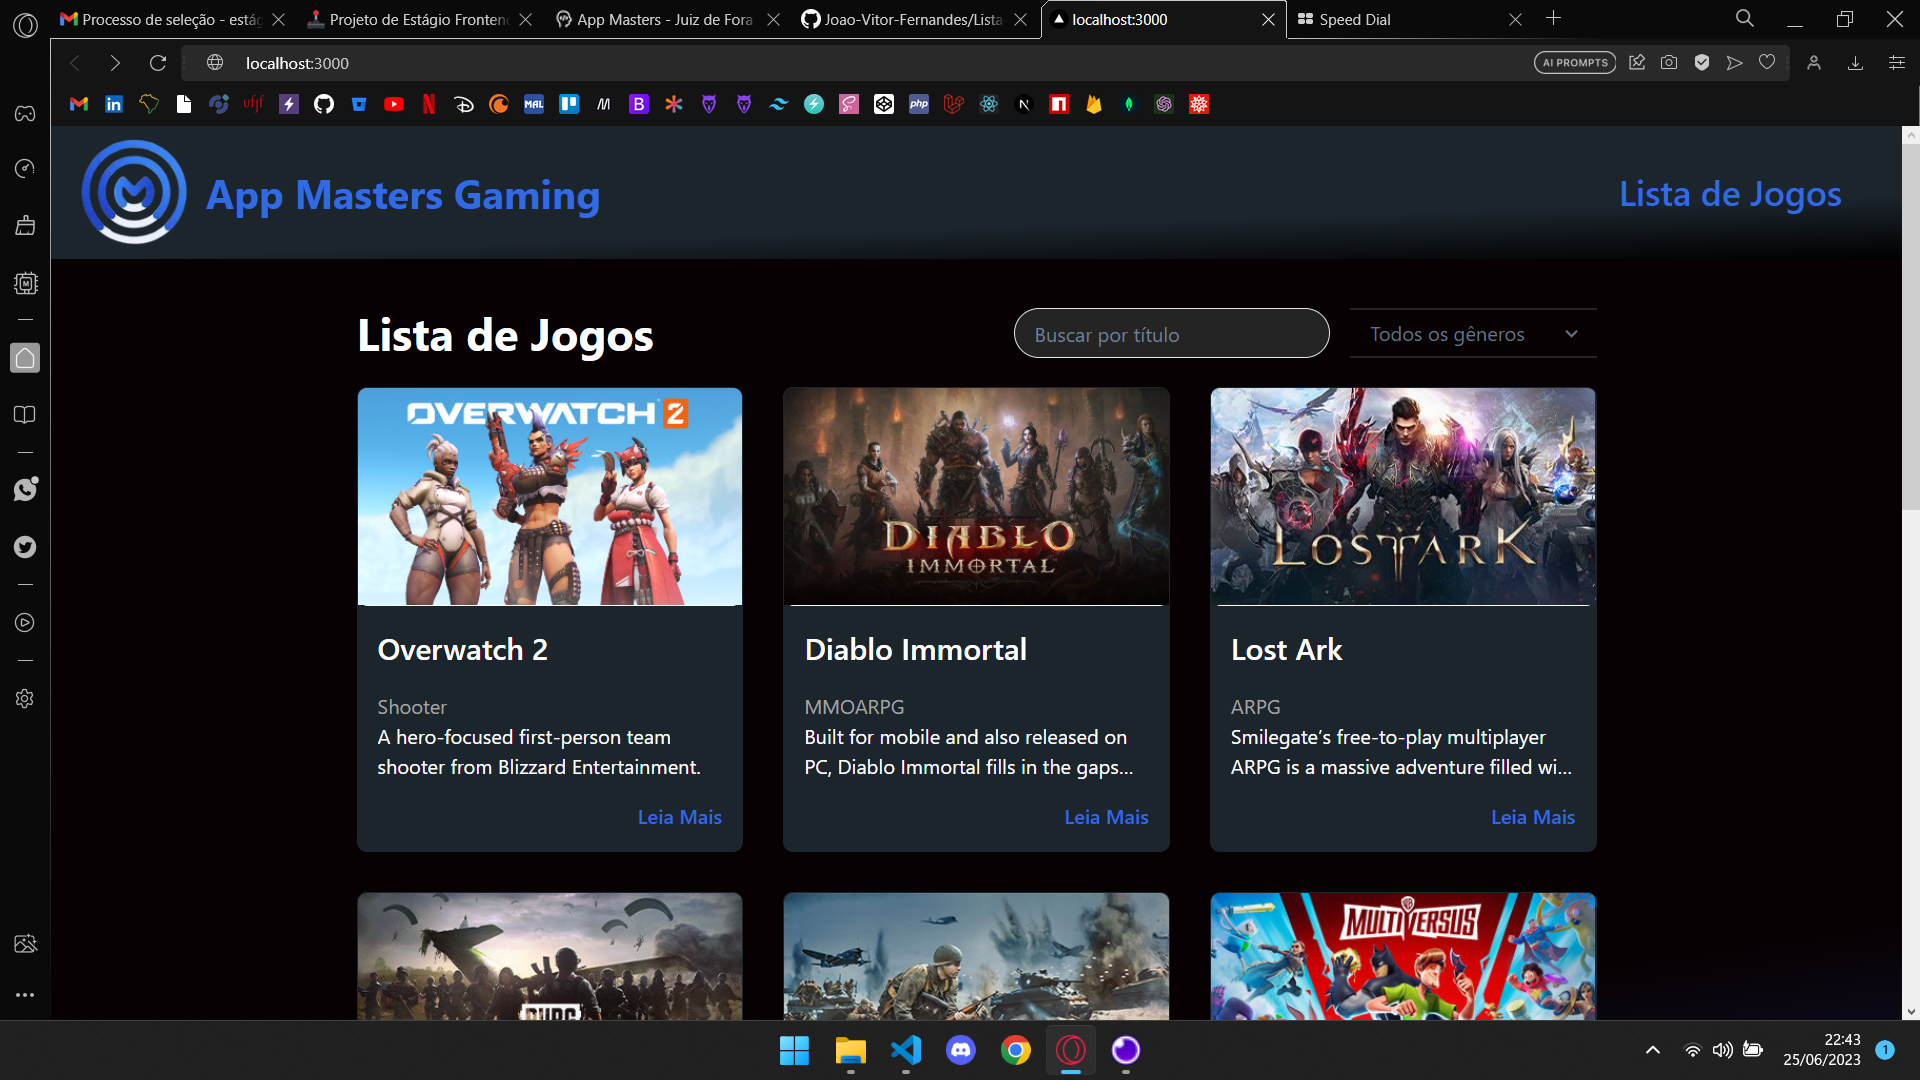 Processo de seleção - estág
Projeto de Estágio Frontend
App Masters - Juiz de Fora
Joao-Vitor-Fernandes/Lista
localhost:3000
Speed Dial
localhost:3000
AI PROMPTS
App Masters Gaming
Lista de Jogos
Lista de Jogos
Buscar por título
Todos os gêneros
OVERWATCH 2
DIABLO
IMMORTAL
LOST ARK
Overwatch 2
Shooter
A hero-focused first-person team
shooter from Blizzard Entertainment.
Leia Mais
Diablo Immortal
MMOARPG
Built for mobile and also released on
PC, Diablo Immortal fills in the gaps...
Leia Mais
Lost Ark
ARPG
Smilegate’s free-to-play multiplayer
ARPG is a massive adventure filled wi...
Leia Mais
PUBG
MULTIVERSUS
22:43
25/06/2023
1